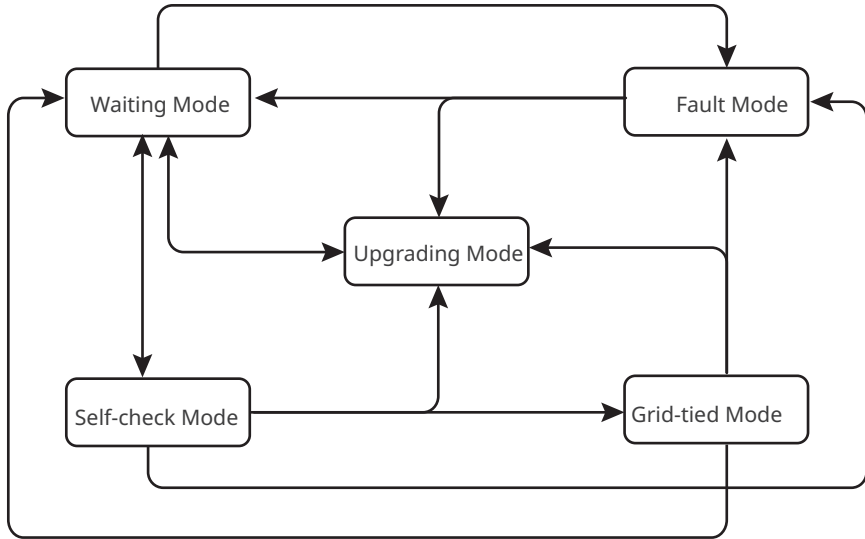 Waiting Mode
Fault Mode
Upgrading Mode
Self-check Mode
Grid-tied Mode